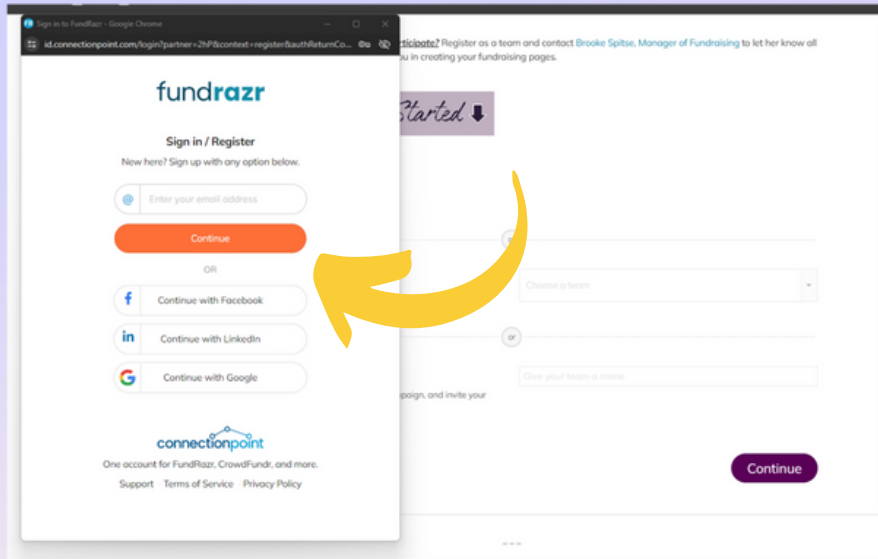 Sign in to FundRazr - Google Chrome
id.connectionpoint.com/login?partner=2hP&context=register&authReturnCo...
fundrazr
Sign in / Register
New here? Sign up with any option below.
@ Enter your email address
Continue
OR
f Continue with Facebook
in Continue with LinkedIn
G Continue with Google
connectionpoint
One account for FundRazr, CrowdFundr, and more.
Support · Terms of Service · Privacy Policy
rticipate? Register as a team and contact Brooke Spitse, Manager of Fundraising to let her know all
u in creating your fundraising pages.
Started
Choose a team
or
Give your team a name
paign, and invite your
Continue